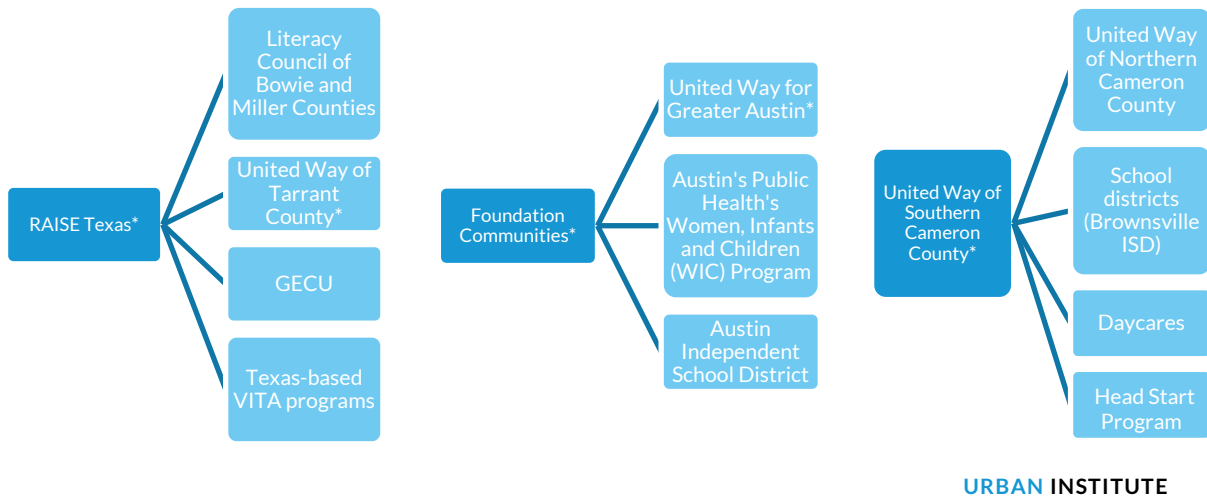 RAISE Texas*
Literacy
Council of
Bowie and
Miller Counties
United Way of
Tarrant
County*
GECU
Texas-based
VITA programs
Foundation
Communities*
United Way for
Greater Austin*
Austin's Public
Health's
Women, Infants
and Children
(WIC) Program
Austin
Independent
School District
United Way of
Southern
Cameron
County*
United Way
of Northern
Cameron
County
School
districts
(Brownsville
ISD)
Daycares
Head Start
Program
URBAN INSTITUTE